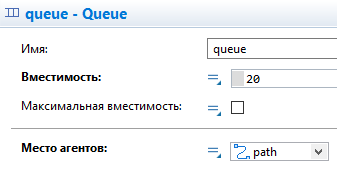 queue - Queue
Имя: queue
Вместимость: 20
Максимальная вместимость:
Место агентов: path